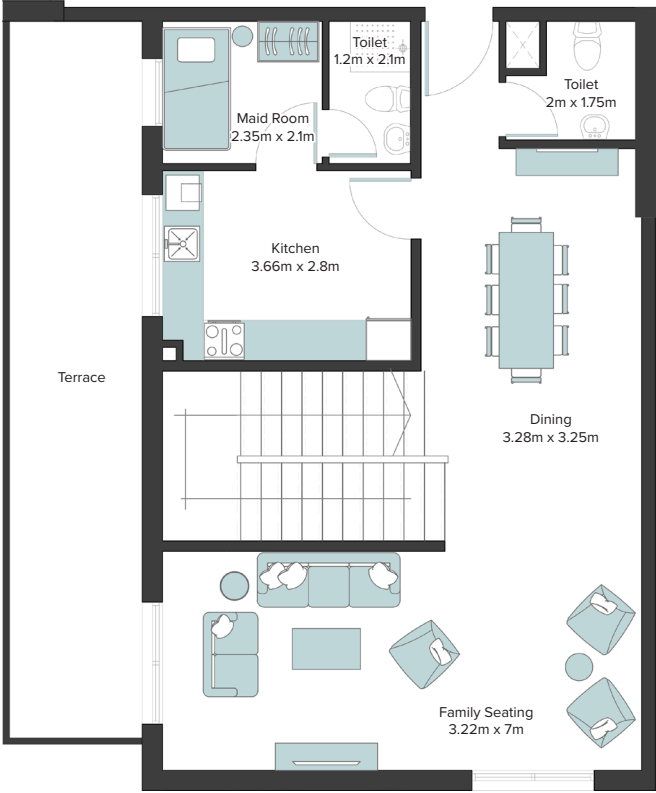 Toilet
1.2m x 2.1m
Toilet
2m x 1.75m
Maid Room
2.35m x 2.1m
Kitchen
3.66m x 2.8m
Terrace
Dining
3.28m x 3.25m
Family Seating
3.22m x 7m